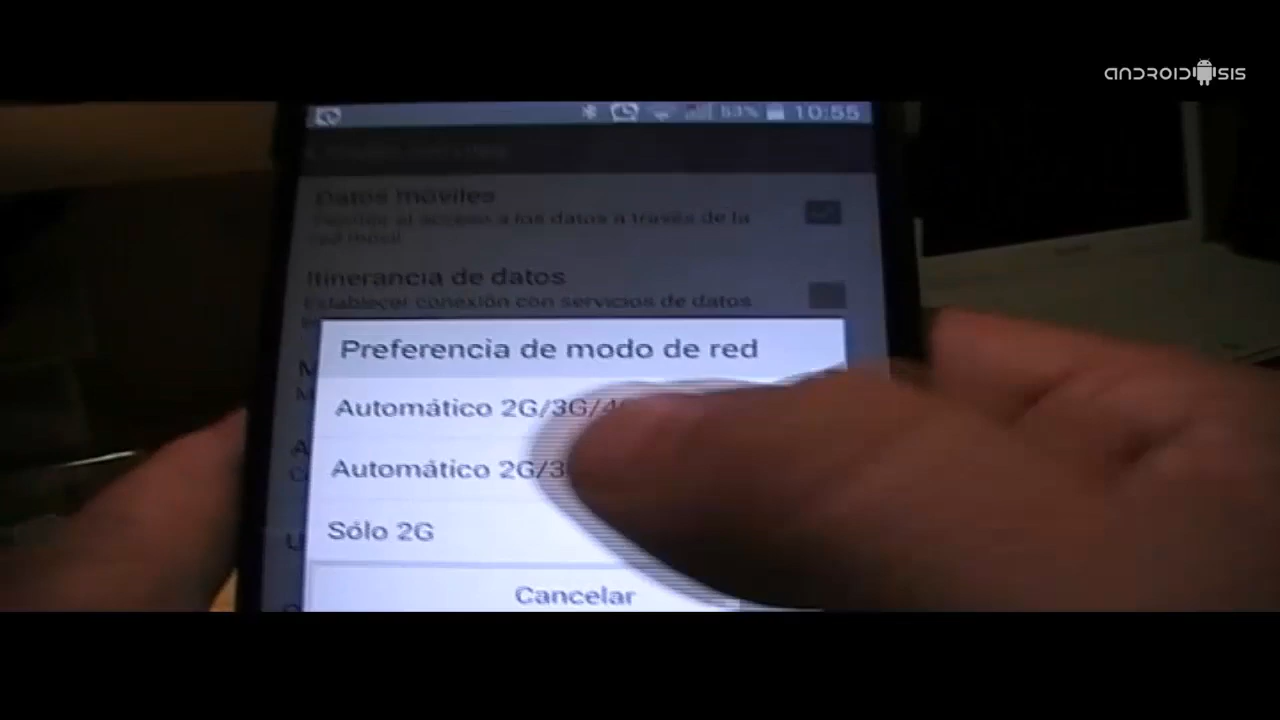 ANDROIDSIS
53% 10:55
Datos móviles
el acceso a los datos a través de la
red móvil
Itinerancia de datos
Establecer conexión con servicios de datos
Preferencia de modo de red
Automático 2G/3G/4
Automático 2G/3
Sólo 2G
Cancelar